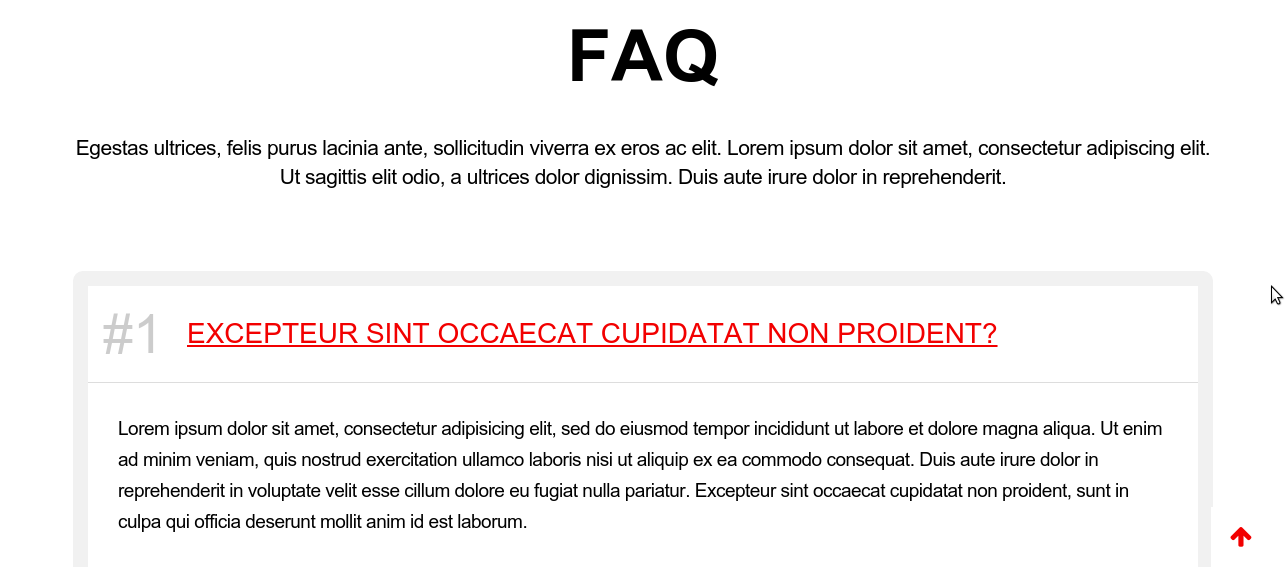 FAQ
Egestas ultrices, felis purus lacinia ante, sollicitudin viverra ex eros ac elit. Lorem ipsum dolor sit amet, consectetur adipiscing elit.
Ut sagittis elit odio, a ultrices dolor dignissim. Duis aute irure dolor in reprehenderit.
#1 EXCEPTEUR SINT OCCAECAT CUPIDATAT NON PROIDENT?
Lorem ipsum dolor sit amet, consectetur adipisicing elit, sed do eiusmod tempor incididunt ut labore et dolore magna aliqua. Ut enim
ad minim veniam, quis nostrud exercitation ullamco laboris nisi ut aliquip ex ea commodo consequat. Duis aute irure dolor in
reprehenderit in voluptate velit esse cillum dolore eu fugiat nulla pariatur. Excepteur sint occaecat cupidatat non proident, sunt in
culpa qui officia deserunt mollit anim id est laborum.